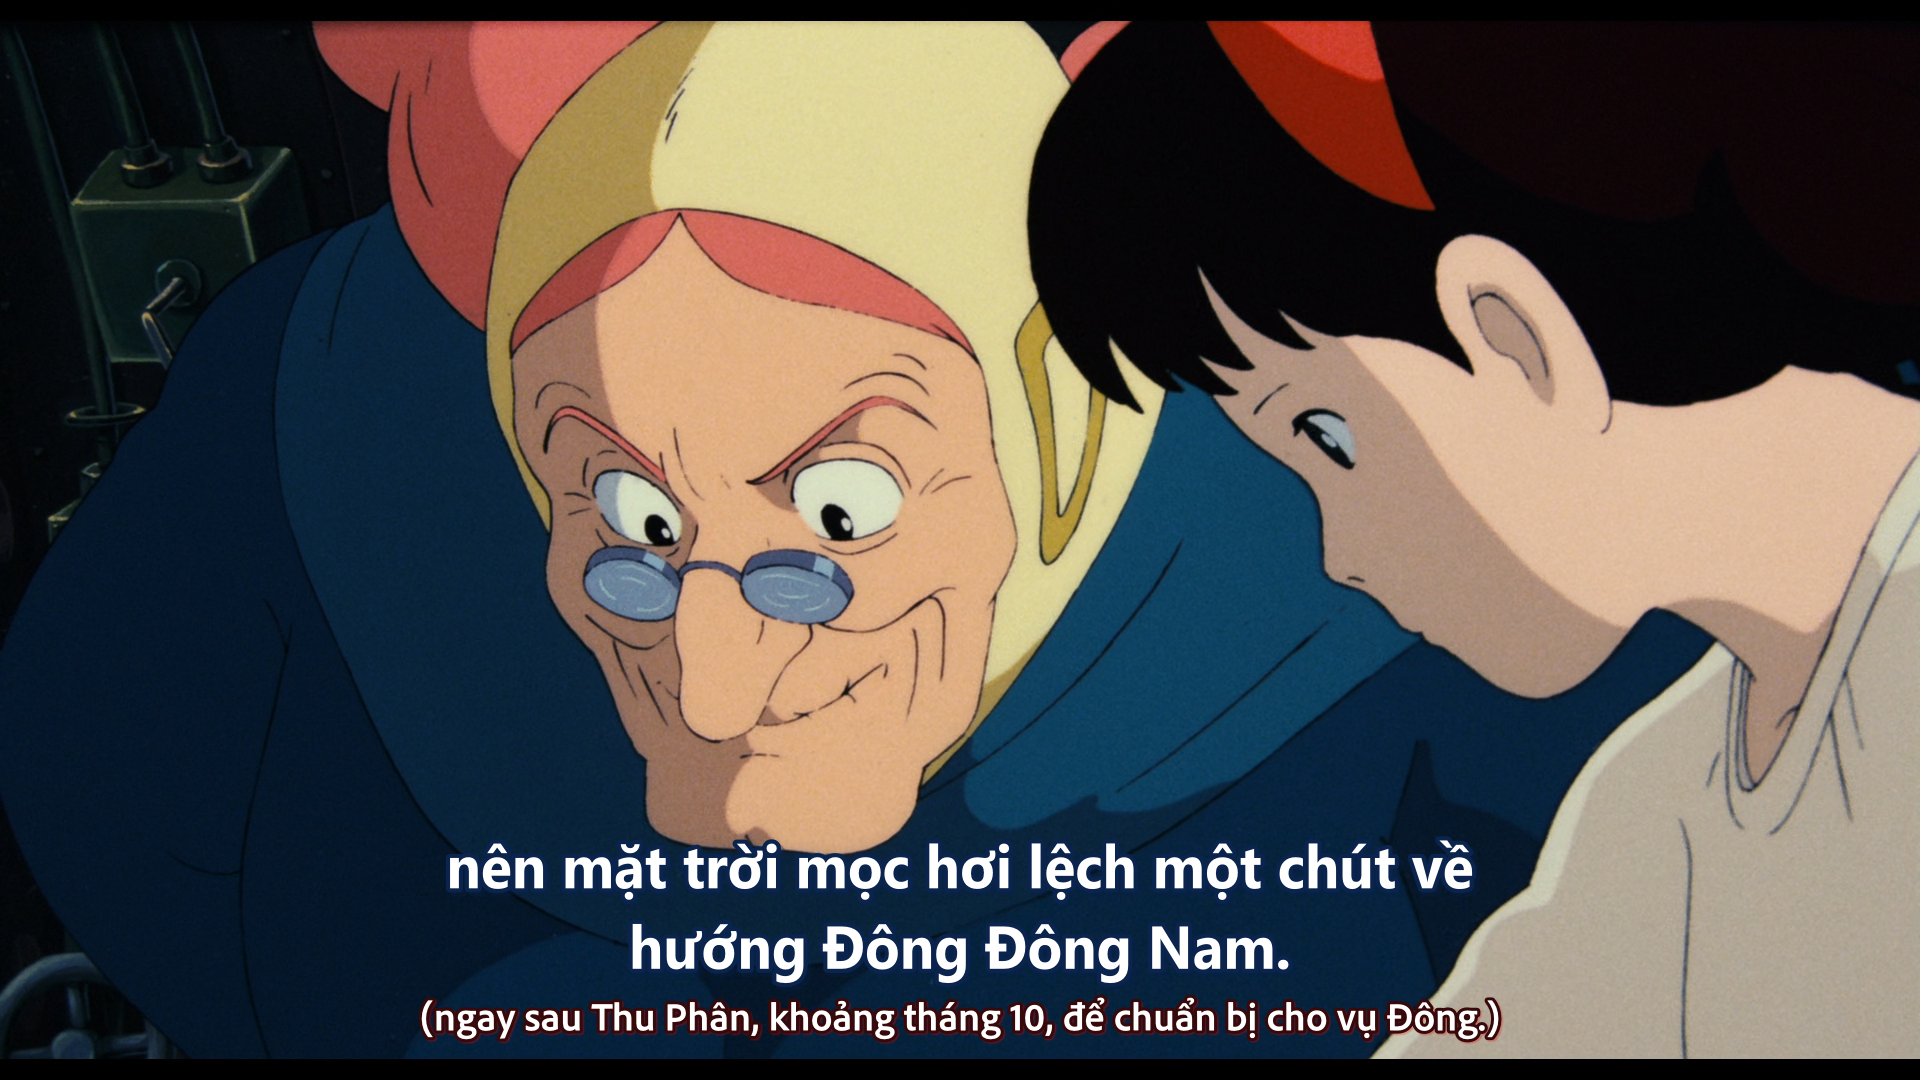 nên mặt trời mọc hơi lệch một chút về
hướng Đông Đông Nam.
(ngay sau Thu Phân, khoảng tháng 10, để chuẩn bị cho vụ Đông.)